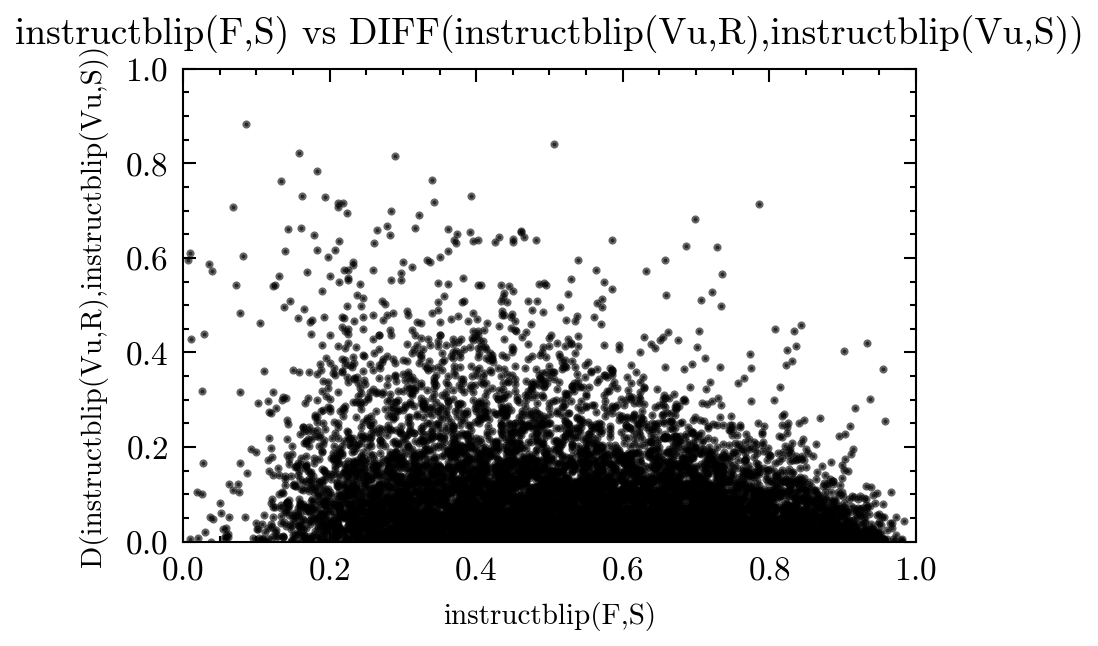 instructblip(F,S) vs DIFF(instructblip(Vu,R),instructblip(Vu,S))
D(instructblip(Vu,R),instructblip(Vu,S))
1.0
0.8
0.6
0.4
0.2
0.0
0.0 0.2 0.4 0.6 0.8 1.0
instructblip(F,S)